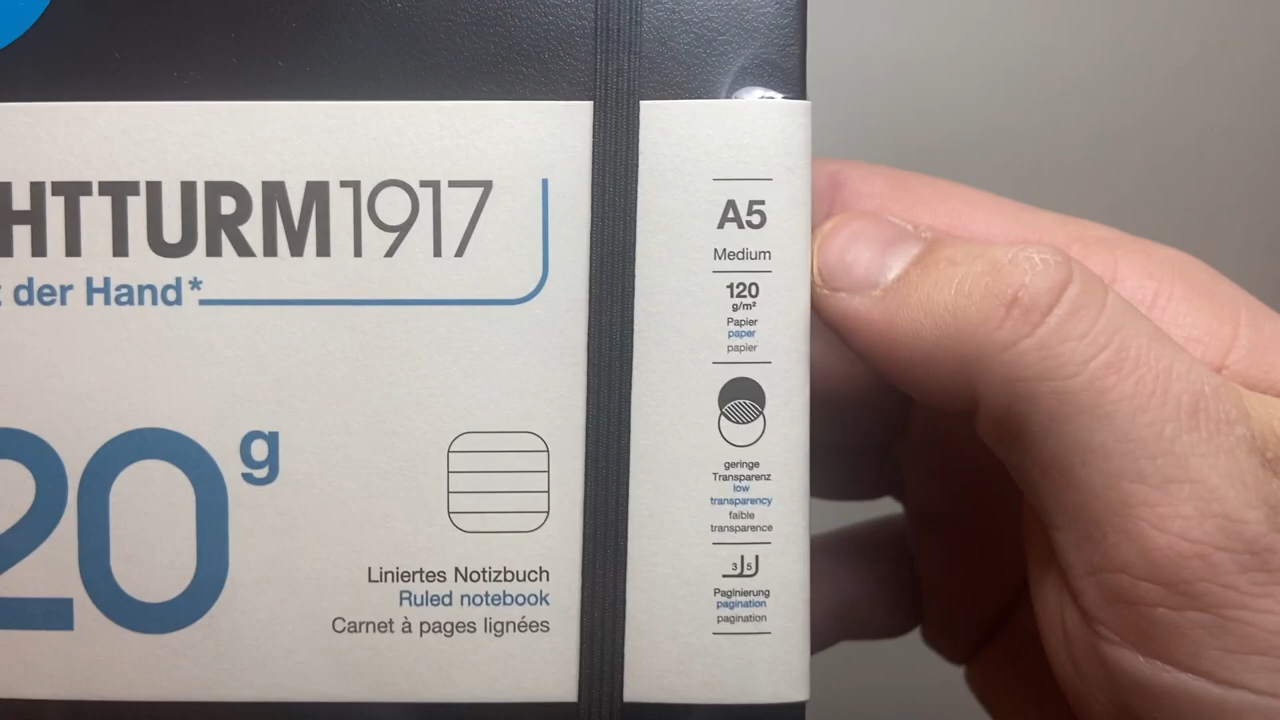 HTTURM1917
der Hand*
20g
Liniertes Notizbuch
Ruled notebook
Carnet à pages lignées
A5
Medium
120
g/m²
Papier
paper
papier
geringe
Transparenz
low
transparency
faible
transparence
3 5
Paginierung
pagination
pagination